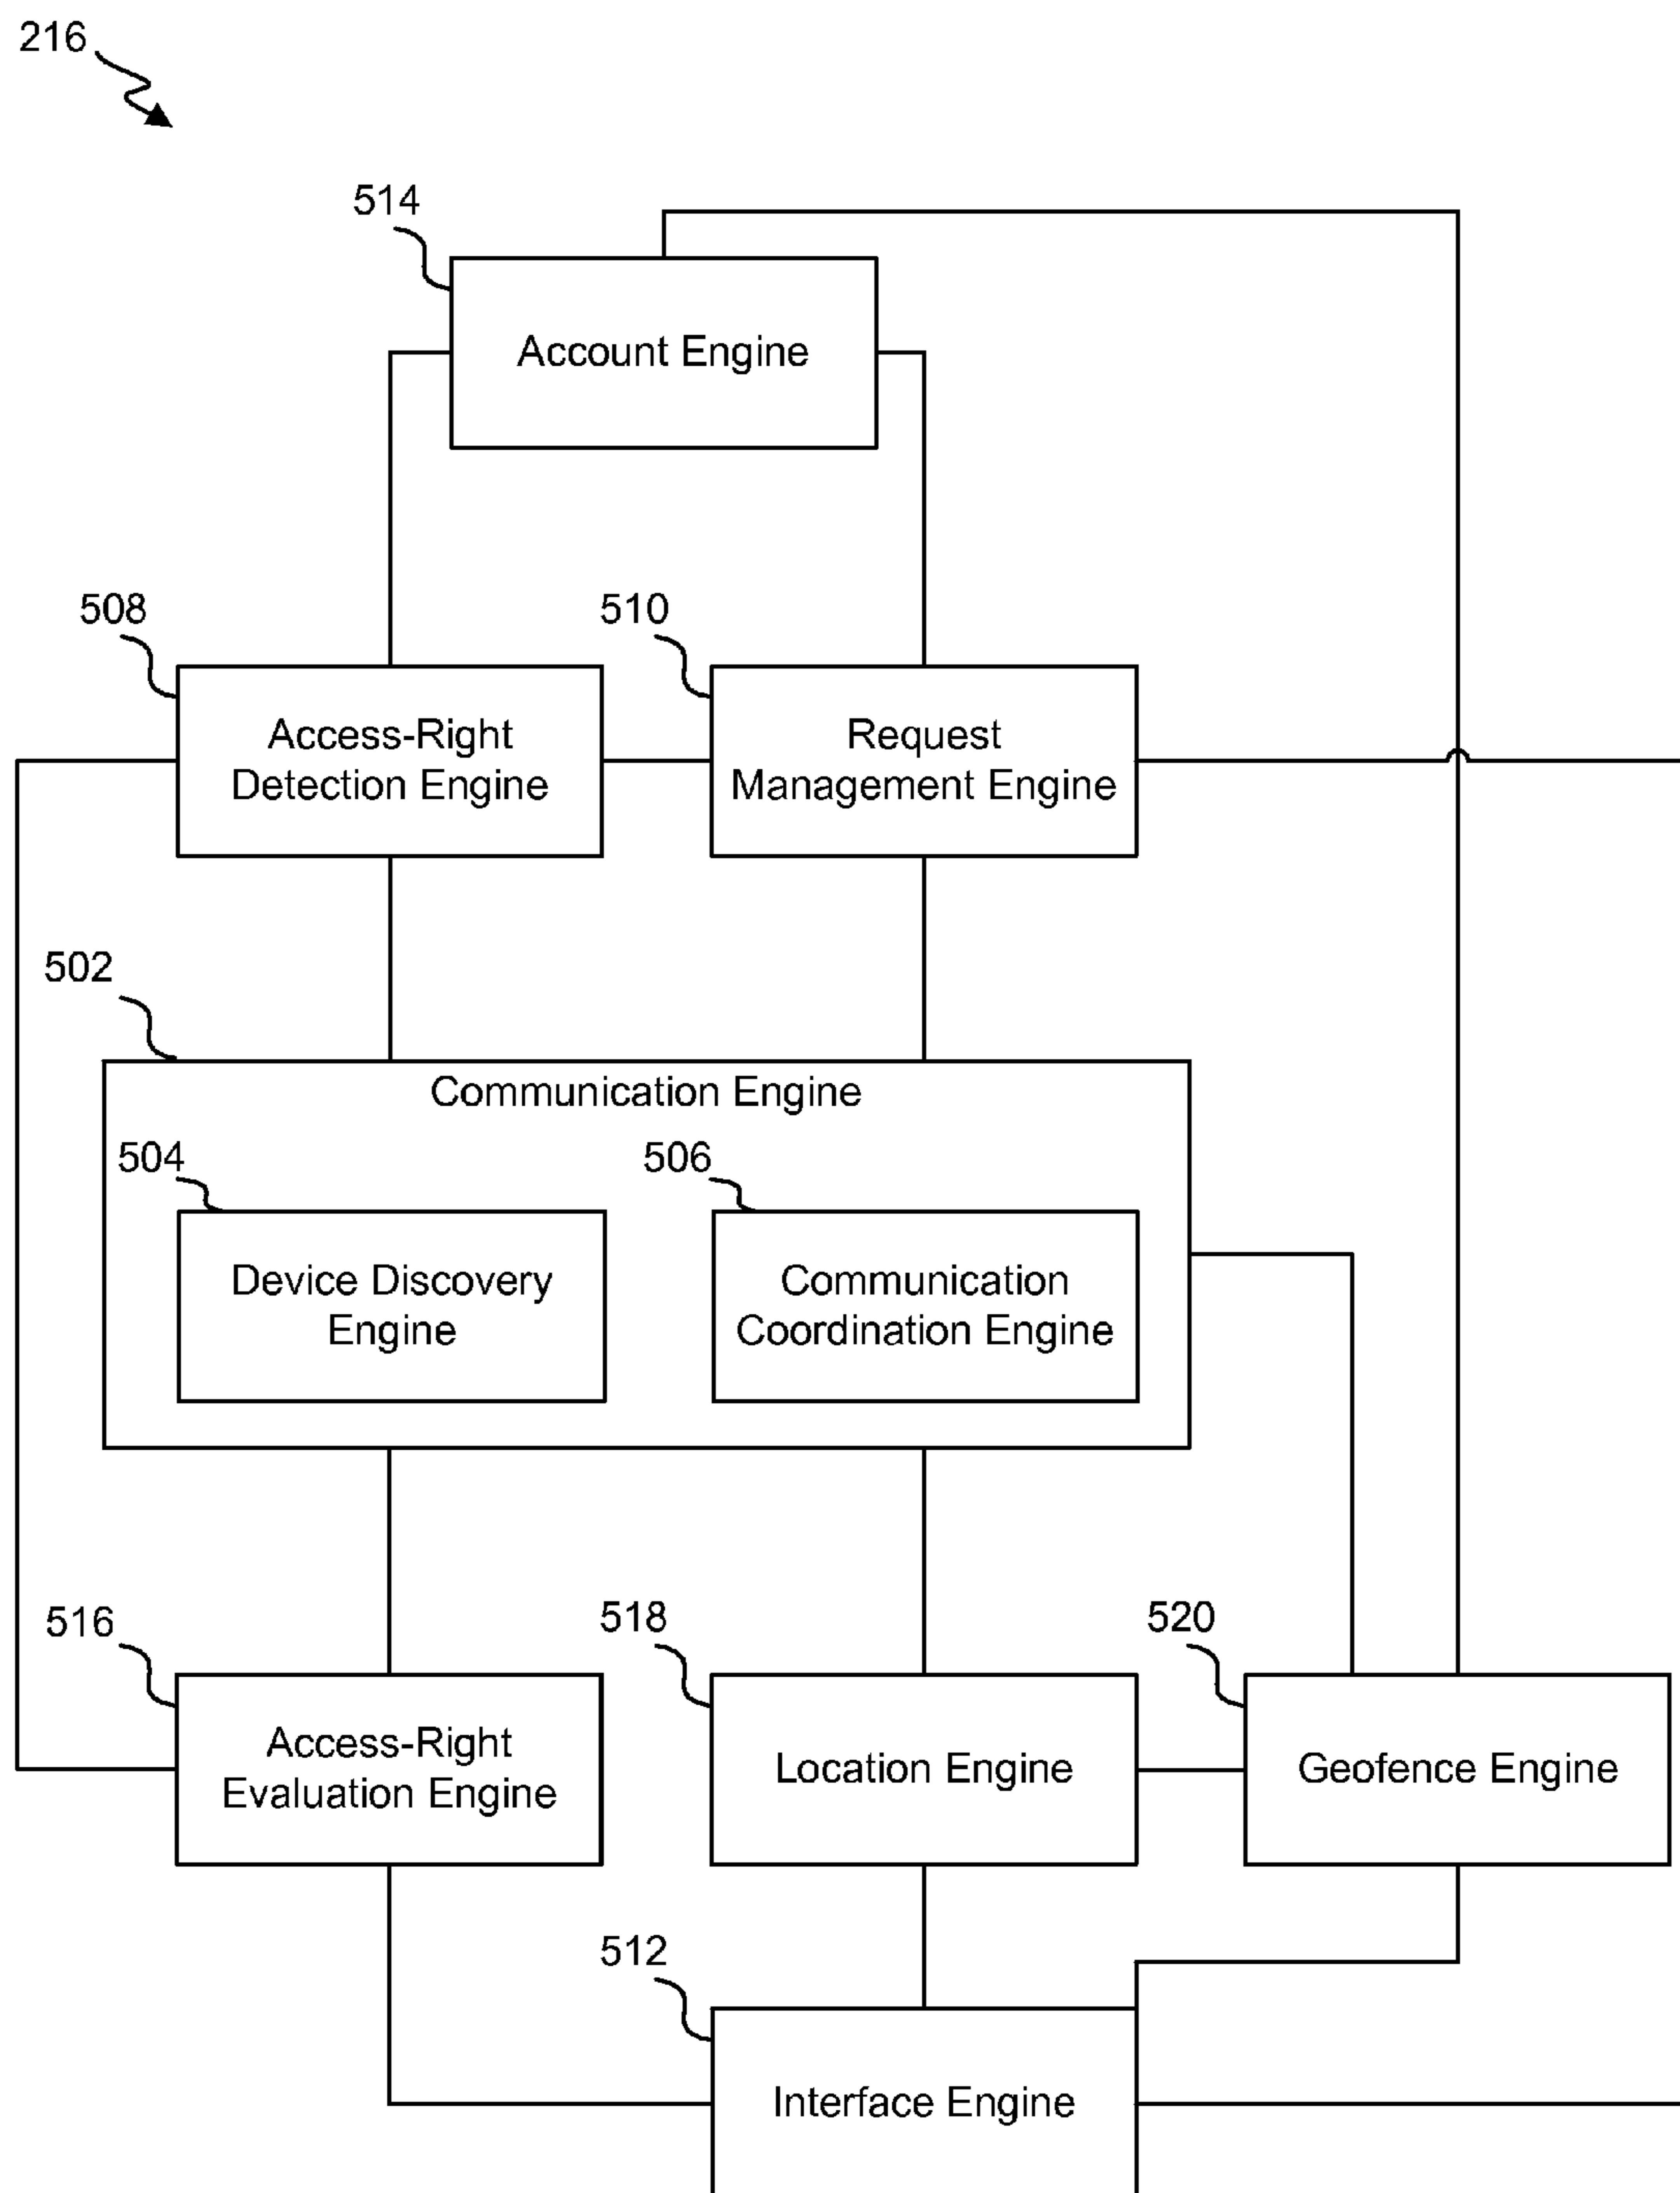 216
514
Account Engine
508
510
Access-Right
Detection Engine
Request
Management Engine
502
Communication Engine
504
506
Device Discovery
Engine
Communication
Coordination Engine
516
518
520
Access-Right
Evaluation Engine
Location Engine
Geofence Engine
512
Interface Engine